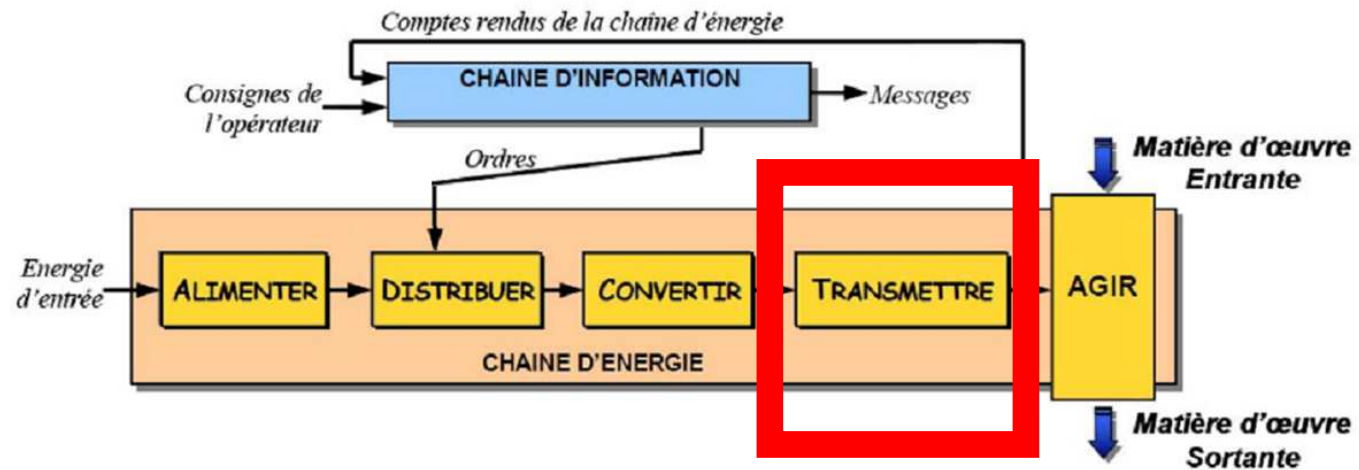 Comptes rendus de la chaîne d'énergie
CHAINE D'INFORMATION
Consignes de
l'opérateur
Messages
Ordres
Matière d'œuvre
Entrante
Energie
d'entrée
ALIMENTER
DISTRIBUER
CONVERTIR
TRANSMETTRE
AGIR
CHAINE D'ENERGIE
Matière d'œuvre
Sortante